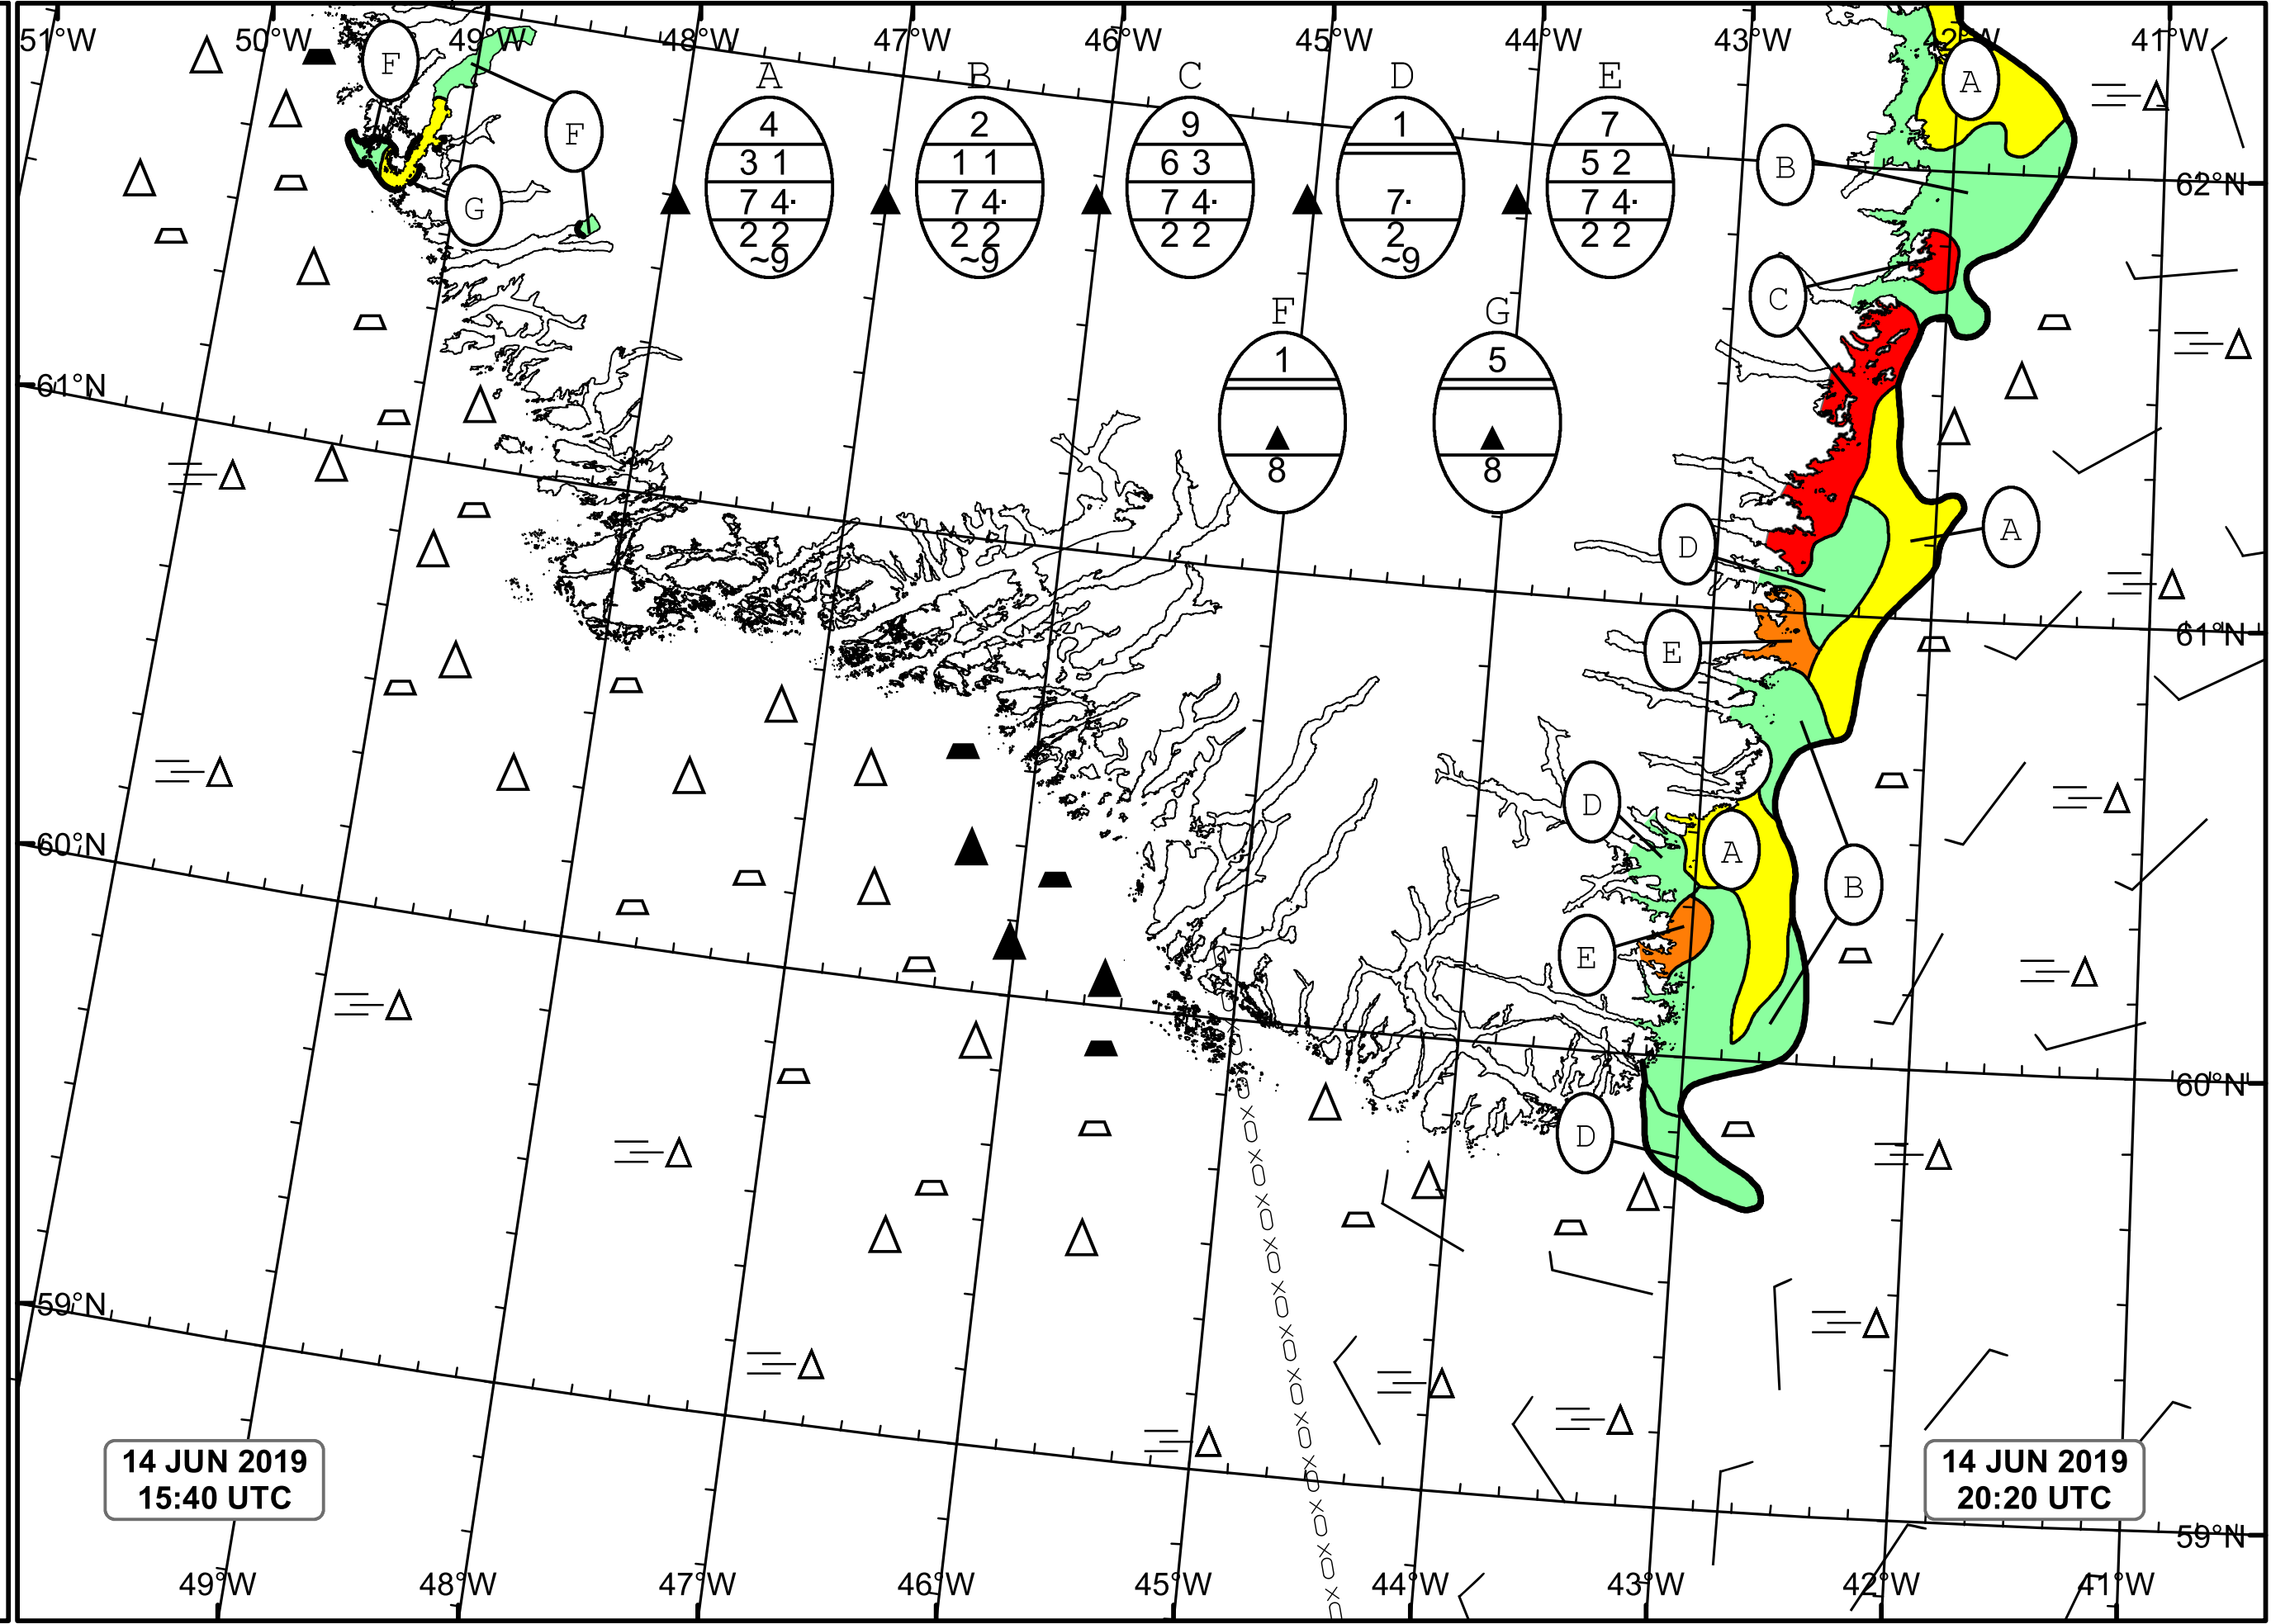 51°W 50°W 49°W 48°W 47°W 46°W 45°W 44°W 43°W 42°W 41°W
F
F
G
A B C D E
4 2 9 1 7
3 1 1 1 6 3 5 2
7 4· 7 4· 7 4· 7· 7 4·
2 2 2 2 2 2 2 2 2
~9 ~9 ~9
F G
1 5
8 8
A
B
62°N
C
61°N
D
A
E
61°N
D
A
B
60°N
E
60°N
D
59°N
14 JUN 2019
15:40 UTC
14 JUN 2019
20:20 UTC
59°N
49°W 48°W 47°W 46°W 45°W 44°W 43°W 42°W 41°W